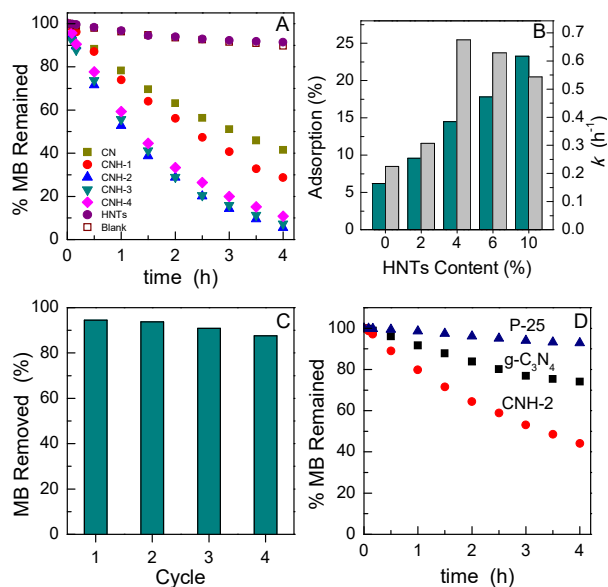 A
100
80
60
40
20
0
% MB Remained
CN
CNH-1
CNH-2
CNH-3
CNH-4
HNTs
Blank
0 1 2 3 4
time (h)
B
25
20
15
10
5
0
Adsorption (%)
0.7
0.6
0.5
0.4
0.3
0.2
0.1
0.0
k (h⁻¹)
0 2 4 6 10
HNTs Content (%)
C
100
80
60
40
20
0
MB Removed (%)
1 2 3 4
Cycle
D
100
80
60
40
20
0
% MB Remained
P-25
g-C₃N₄
CNH-2
0 1 2 3 4
time (h)